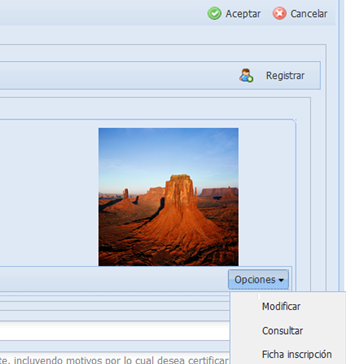 Aceptar Cancelar
Registrar
Opciones
Modificar
Consultar
Ficha inscripción
te, incluyendo motivos por lo cual desea certificar